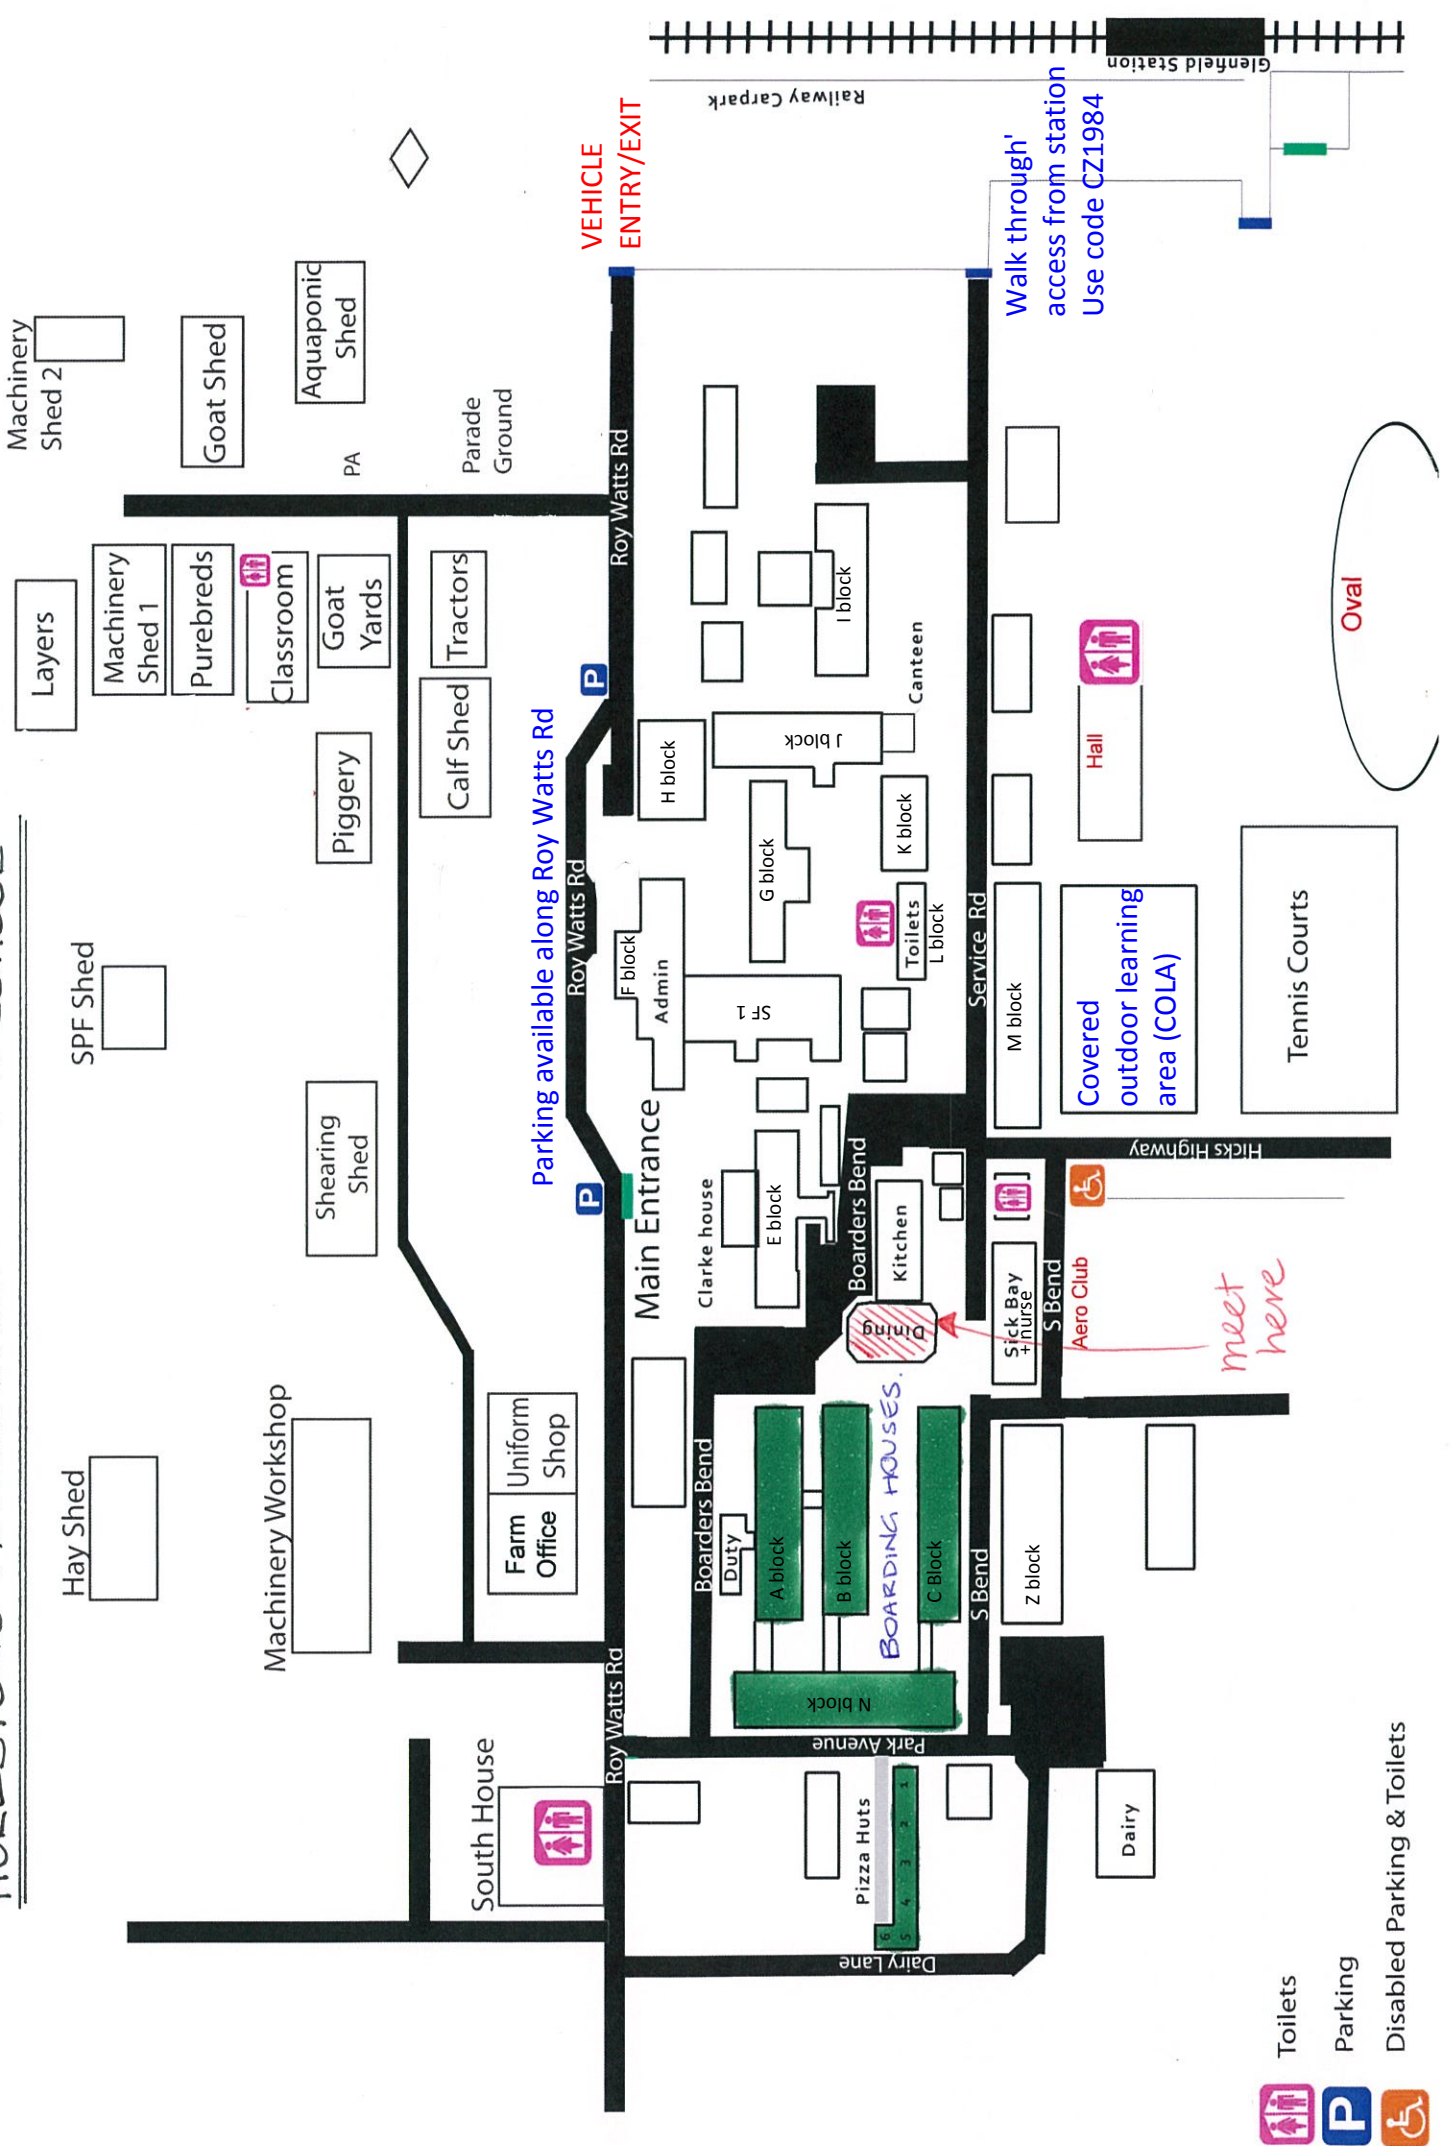 Hay Shed
SPF Shed
Layers
Machinery
Shed 2
Machinery
Shed 1
Purebreds
Goat Shed
Classroom
Machinery Workshop
Shearing
Shed
Piggery
Goat
Yards
PA
Aquaponic
Shed
Calf Shed
Tractors
Parade
Ground
South House
Farm
Office
Uniform
Shop
P
Parking available along Roy Watts Rd
P
VEHICLE
ENTRY/EXIT
Roy Watts Rd
Roy Watts Rd
Roy Watts Rd
Main Entrance
F block
Admin
H block
Boarders Bend
Clarke house
Duty
A block
E block
SF 1
G block
J block
I block
Canteen
Railway Carpark
Glenfield Station
N block
B block
BOARDING HOUSES.
C Block
Boarders Bend
Dining
Kitchen
K block
Toilets
L block
Park Avenue
Pizza Huts
1
2
3
4
5
6
Dairy Lane
S Bend
Service Rd
Walk through'
access from station
Use code CZ1984
Z block
Sick Bay
+nurse
M block
S Bend
Aero Club
Hicks Highway
Covered
outdoor learning
area (COLA)
Hall
Dairy
meet
here
Tennis Courts
Oval
Toilets
P
Parking
Disabled Parking & Toilets